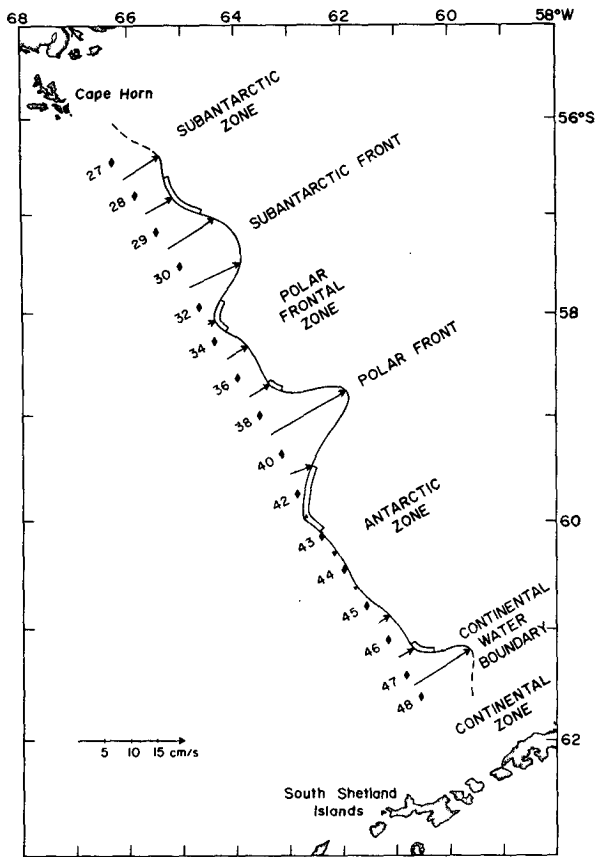 68 66 64 62 60 58°W
Cape Horn
56°S
SUBANTARCTIC
ZONE
27
28
SUBANTARCTIC FRONT
29
30
POLAR
FRONTAL
ZONE
32
58
34
POLAR FRONT
36
38
40
ANTARCTIC
ZONE
42
60
43
44
45
CONTINENTAL
WATER
BOUNDARY
46
47
CONTINENTAL
ZONE
48
62
5 10 15 cm/s
South Shetland
Islands